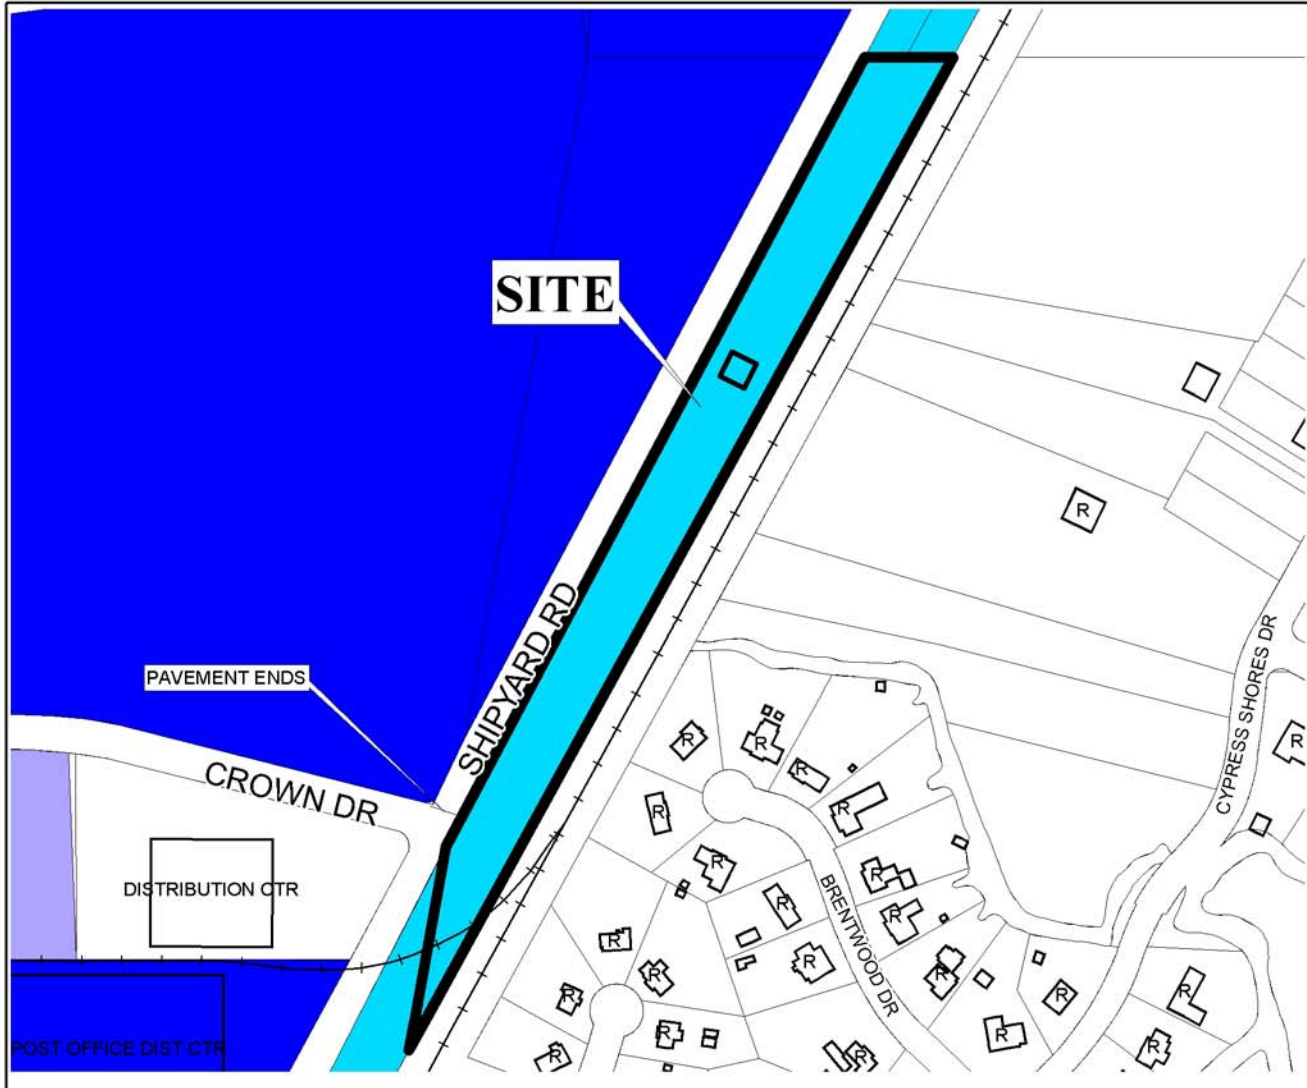 SITE
R
SHIPYARD RD
PAVEMENT ENDS
CYPRESS SHORES DR
R
R
R
R
CROWN DR
R
R
R
DISTRIBUTION CTR
R
R
BRENTWOOD DR
R
R
R
R
R
R
R
R
R
R
POST OFFICE DIST CTR
R
R
R